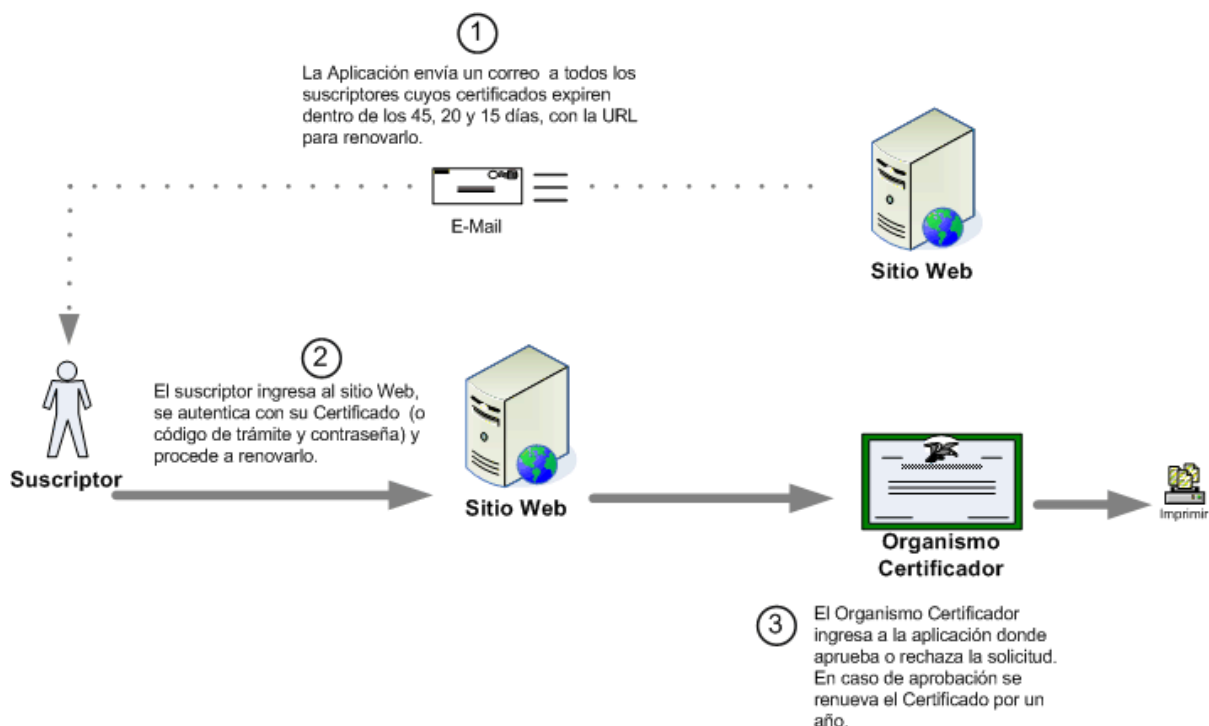 1
La Aplicación envía un correo a todos los
suscriptores cuyos certificados expiren
dentro de los 45, 20 y 15 días, con la URL
para renovarlo.
E-Mail
Sitio Web
2
El suscriptor ingresa al sitio Web,
se autentica con su Certificado (o
código de trámite y contraseña) y
procede a renovarlo.
Suscriptor
Sitio Web
Organismo
Certificador
Imprimir
3
El Organismo Certificador
ingresa a la aplicación donde
aprueba o rechaza la solicitud.
En caso de aprobación se
renueva el Certificado por un
año.